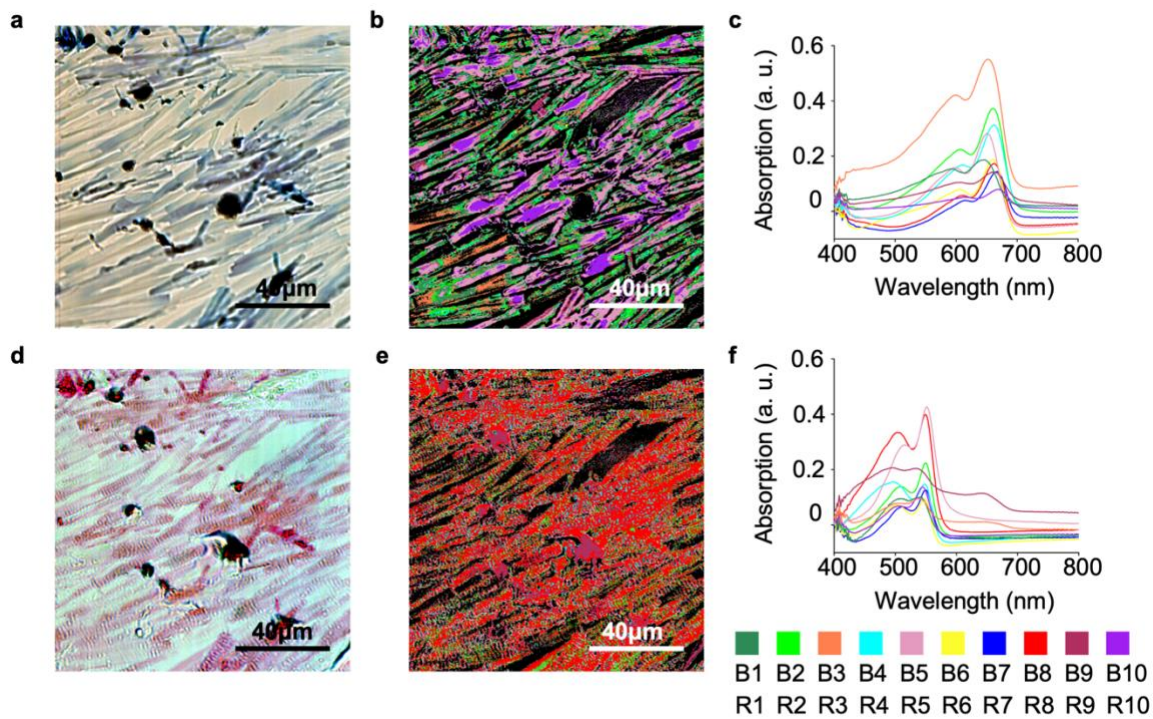 a
b
c
40μm
40μm
0.6
0.4
0.2
0
Absorption (a. u.)
400 500 600 700 800
Wavelength (nm)
d
e
f
40μm
40μm
0.6
0.4
0.2
0
Absorption (a. u.)
400 500 600 700 800
Wavelength (nm)
B1 B2 B3 B4 B5 B6 B7 B8 B9 B10
R1 R2 R3 R4 R5 R6 R7 R8 R9 R10